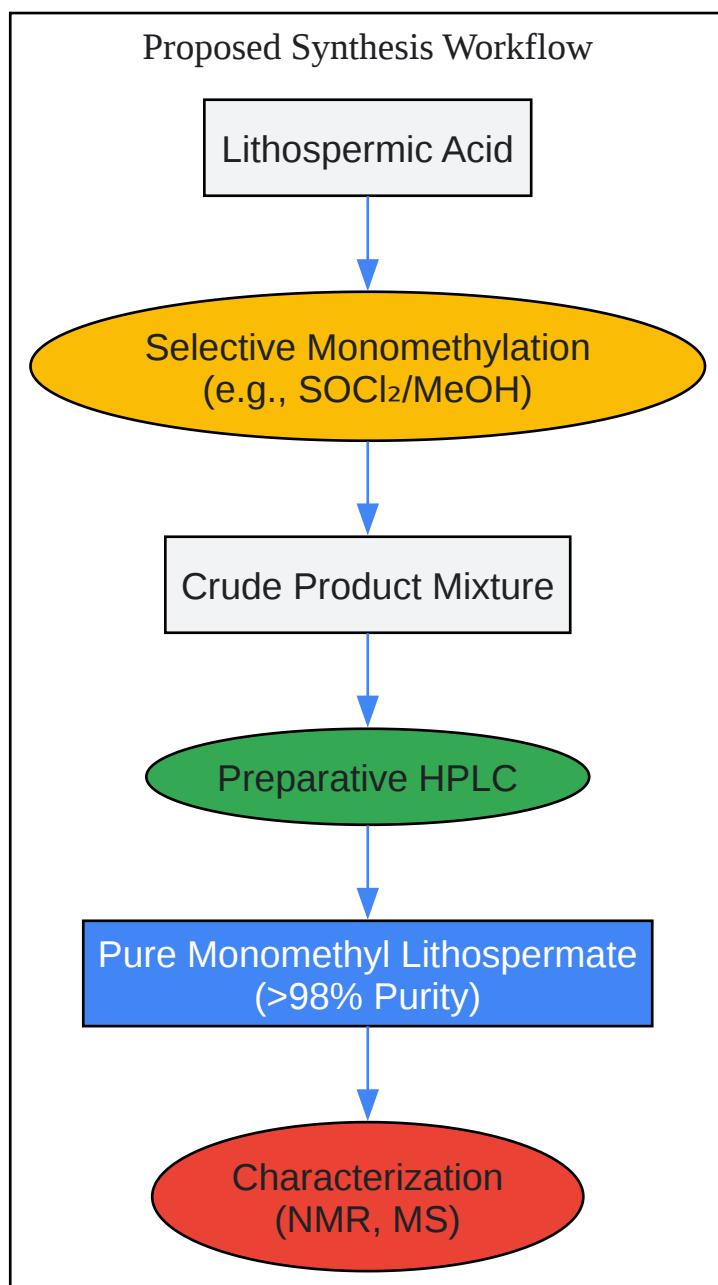 Proposed Synthesis Workflow
Lithospermic Acid
Selective Monomethylation
(e.g., SOCl₂/MeOH)
Crude Product Mixture
Preparative HPLC
Pure Monomethyl Lithospermate
(>98% Purity)
Characterization
(NMR, MS)